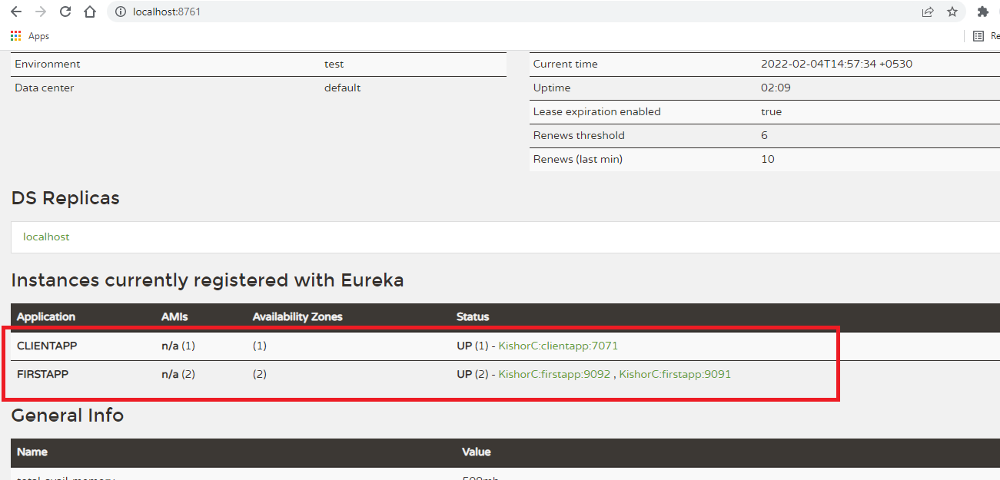 localhost:8761
Apps
Re
Environment test
Data center default
Current time 2022-02-04T14:57:34 +0530
Uptime 02:09
Lease expiration enabled true
Renews threshold 6
Renews (last min) 10
DS Replicas
localhost
Instances currently registered with Eureka
Application AMIs Availability Zones Status
CLIENTAPP n/a (1) (1) UP (1) - KishorC:clientapp:7071
FIRSTAPP n/a (2) (2) UP (2) - KishorC:firstapp:9092 , KishorC:firstapp:9091
General Info
Name Value